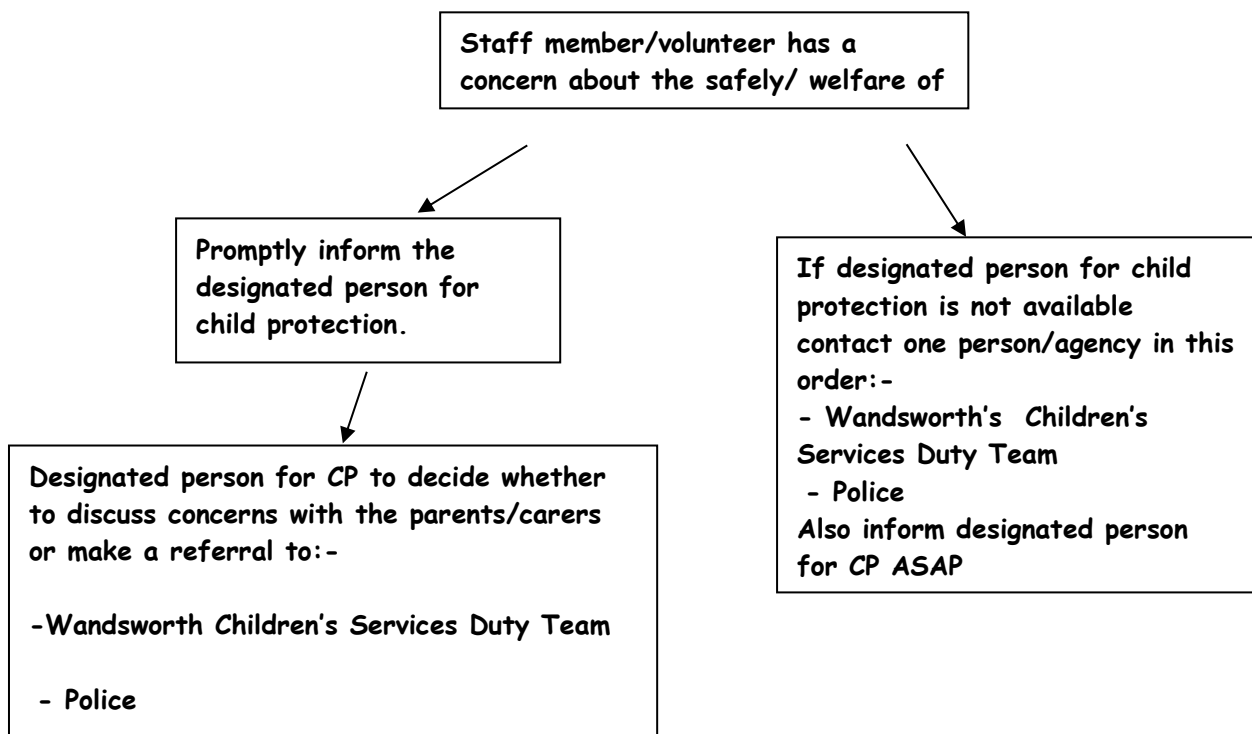 Staff member/volunteer has a
concern about the safely/ welfare of
Promptly inform the
designated person for
child protection.
If designated person for child
protection is not available
contact one person/agency in this
order:-
- Wandsworth's  Children's
Services Duty Team
- Police
Also inform designated person
for CP ASAP
Designated person for CP to decide whether
to discuss concerns with the parents/carers
or make a referral to:-
-Wandsworth Children's Services Duty Team
- Police